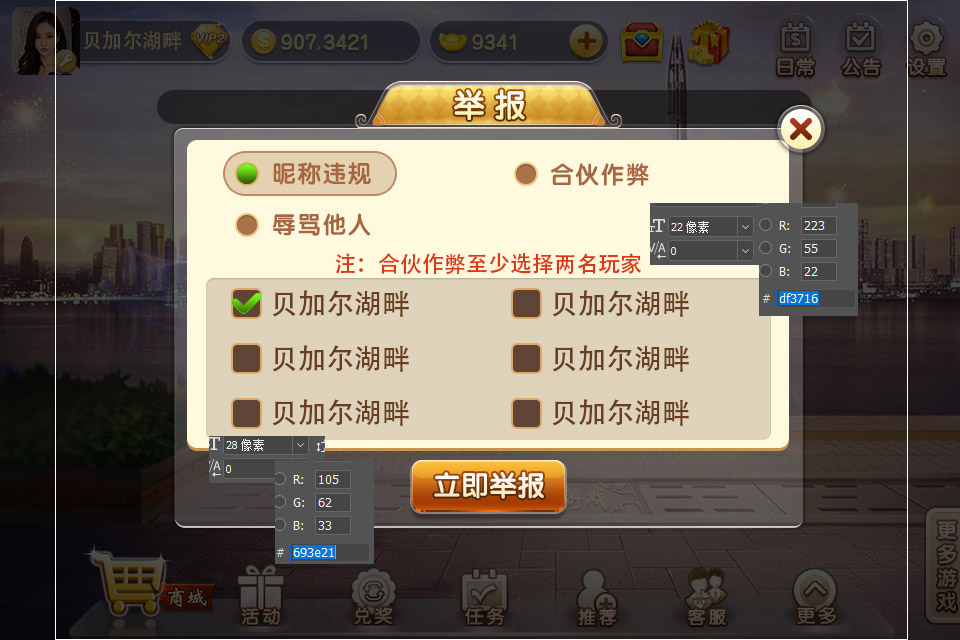 贝加尔湖畔 VIP2 907.3421 9341
日常 公告 设置
举报
昵称违规 合伙作弊
辱骂他人
注：合伙作弊至少选择两名玩家
T 22 像素 R: 223
V/A 0 G: 55
B: 22
# df3716
贝加尔湖畔 贝加尔湖畔
贝加尔湖畔 贝加尔湖畔
贝加尔湖畔 贝加尔湖畔
T 28 像素
/A 0
R: 105
G: 62
B: 33
# 693e21
立即举报
更多游戏
商城 活动 兑奖 任务 推荐 客服 更多